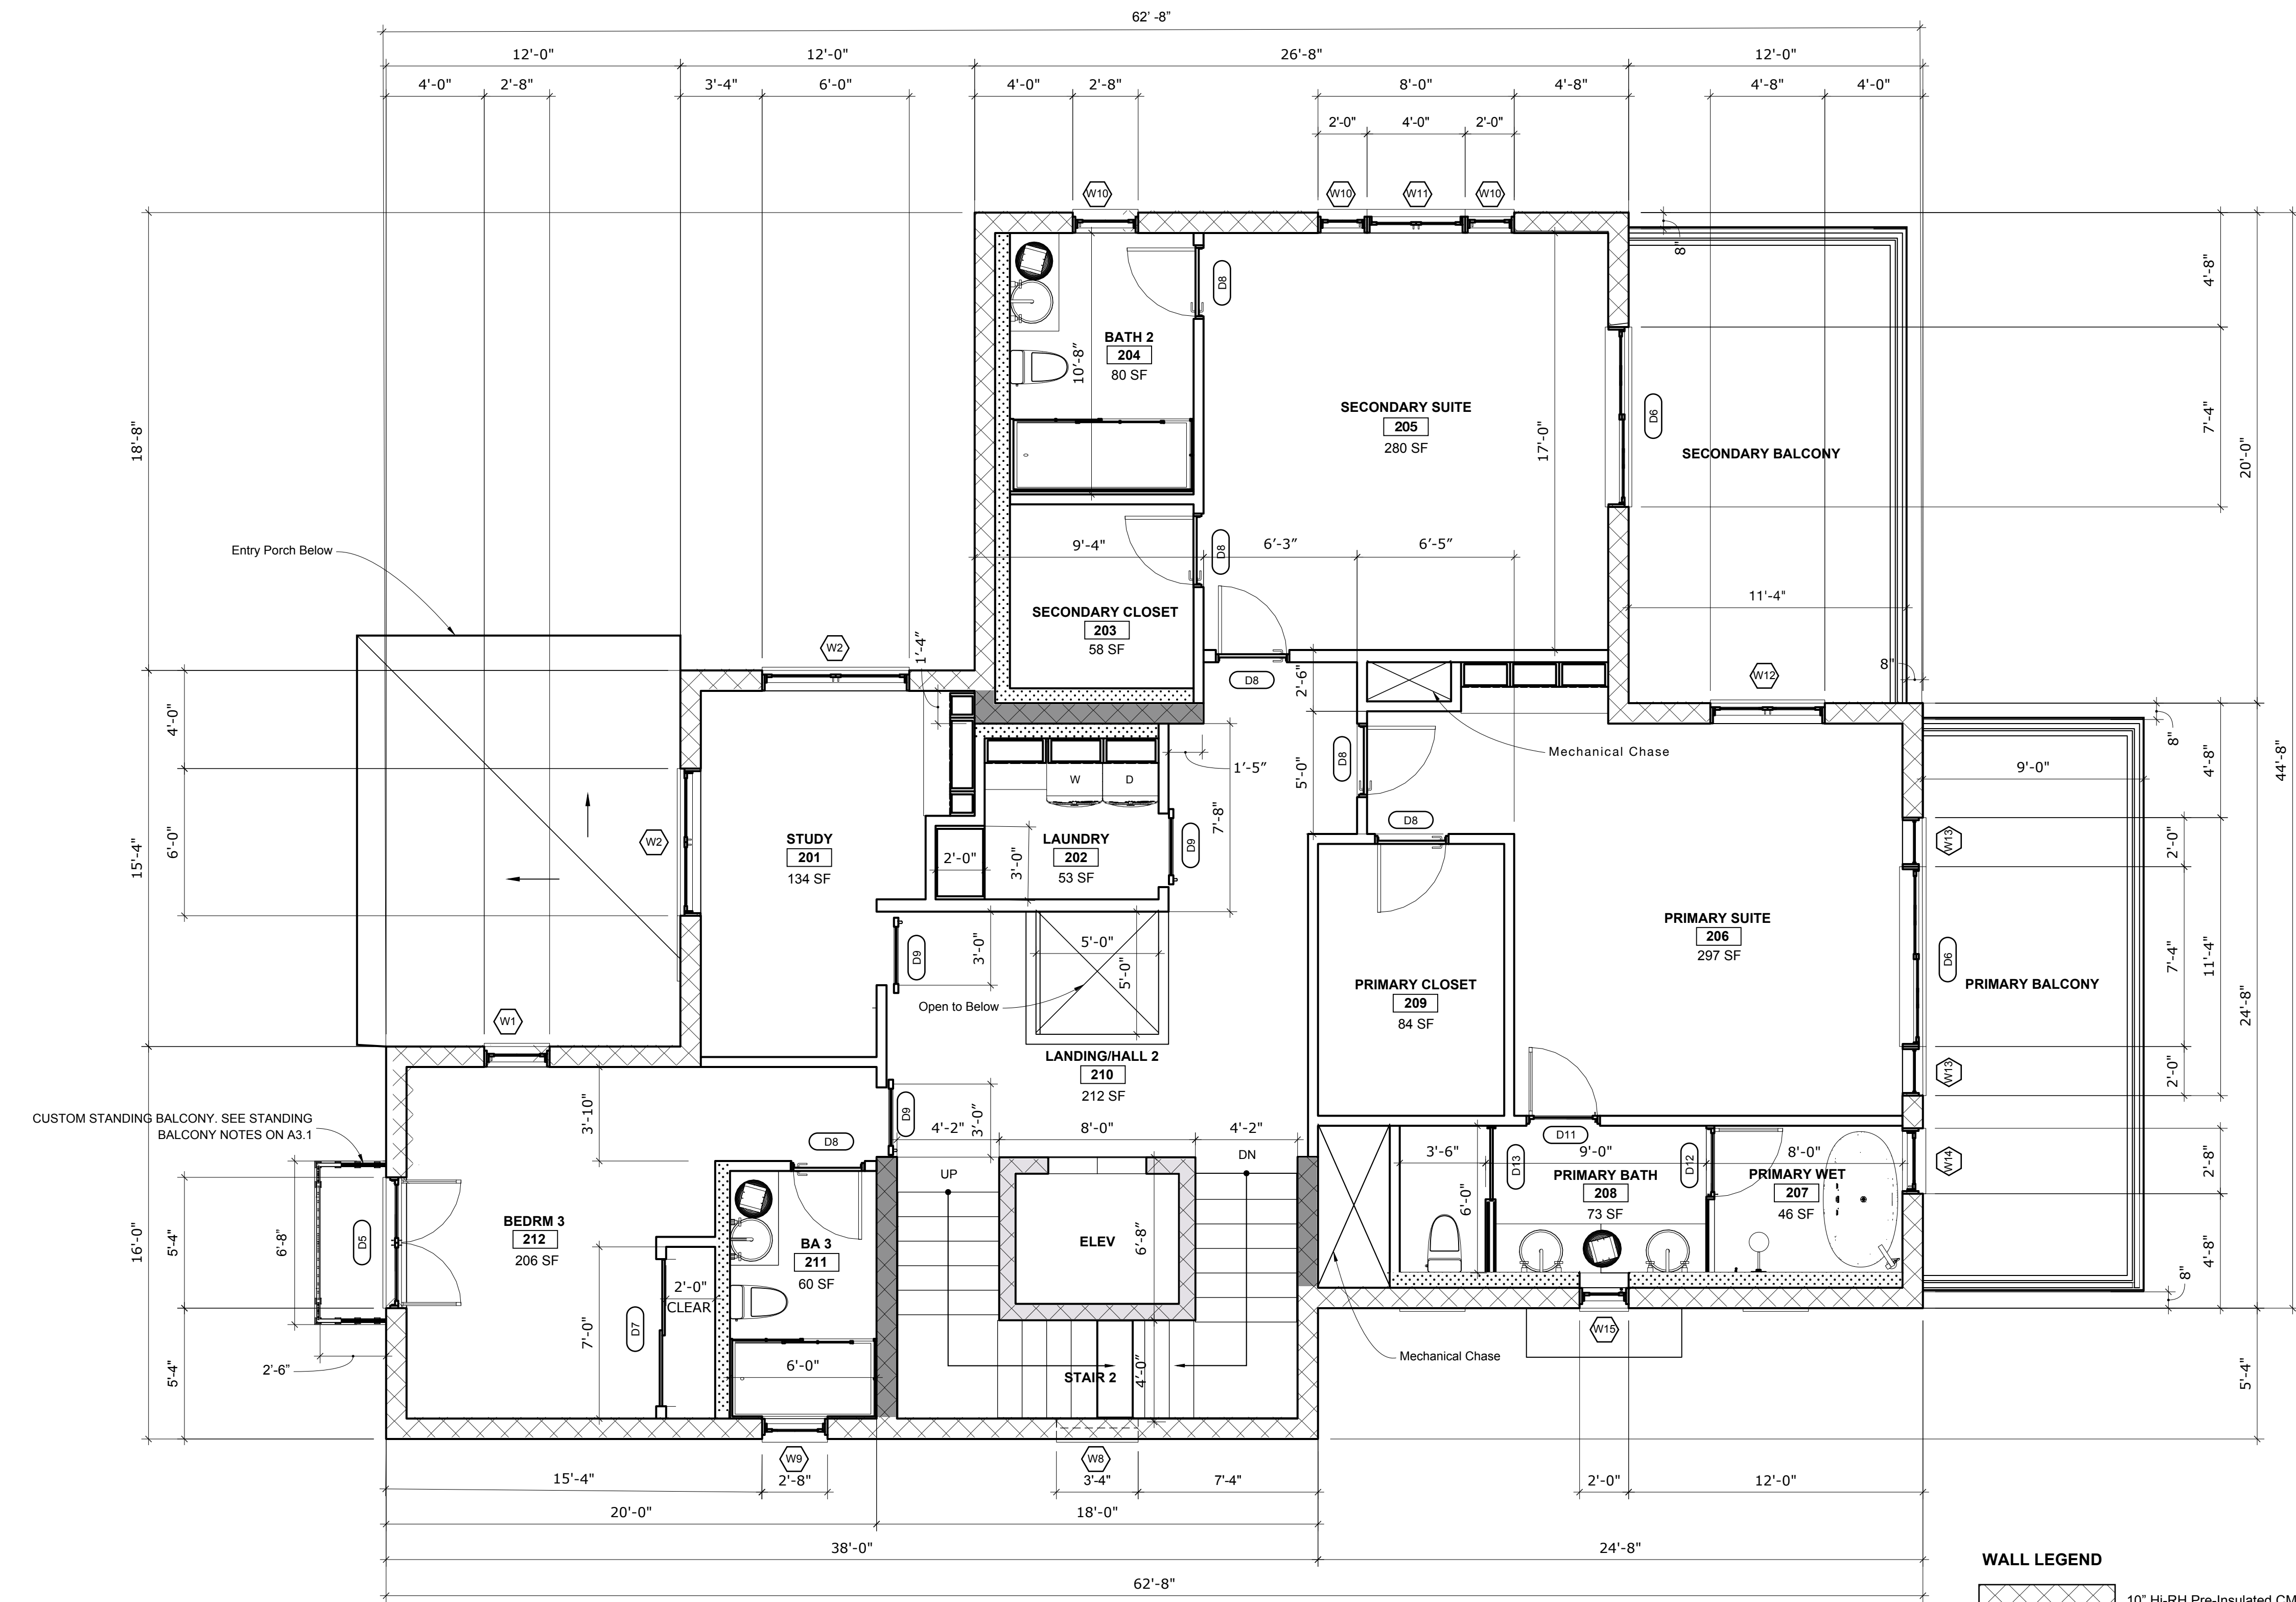 62' -8"
12'-0" 12'-0" 26'-8" 12'-0"
4'-0" 2'-8" 3'-4" 6'-0" 4'-0" 2'-8" 8'-0" 4'-8" 4'-8" 4'-0"
2'-0" 4'-0" 2'-0"
W10 W10 W11 W10
8"
4'-8"
D8
BATH 2
204
80 SF
10'-8"
SECONDARY SUITE
205
280 SF
17'-0"
D6
SECONDARY BALCONY
7'-4"
20'-0"
18'-8"
Entry Porch Below
9'-4" 6'-3" 6'-5"
D8
11'-4"
SECONDARY CLOSET
203
58 SF
W2
1'-4"
D8
2'-6"
W12
8"
4'-0"
8"
Mechanical Chase
D8
W D
1'-5"
5'-0"
9'-0"
4'-8"
44'-8"
15'-4"
6'-0"
W2
STUDY
201
134 SF
2'-0"
3'-0"
LAUNDRY
202
53 SF
D9
7'-8"
D8
W13
2'-0"
PRIMARY SUITE
206
297 SF
D9
3'-0"
5'-0"
5'-0"
Open to Below
PRIMARY CLOSET
209
84 SF
D6
PRIMARY BALCONY
7'-4"
11'-4"
24'-8"
W1
LANDING/HALL 2
210
212 SF
W13
2'-0"
CUSTOM STANDING BALCONY. SEE STANDING
BALCONY NOTES ON A3.1
3'-10"
D8
D9
3'-0"
4'-2" 8'-0" 4'-2"
UP
DN
D11
3'-6" 9'-0" 8'-0"
6'-0"
D13
PRIMARY BATH
208
73 SF
D12
PRIMARY WET
207
46 SF
W14
2'-8"
16'-0"
5'-4"
6'-8"
D5
BEDRM 3
212
206 SF
BA 3
211
60 SF
ELEV
6'-8"
4'-8"
8"
2'-0"
CLEAR
D7
7'-0"
W15
Mechanical Chase
5'-4"
2'-6"
6'-0"
STAIR 2
4'-0"
5'-4"
W9 W8
15'-4" 2'-8" 3'-4" 7'-4" 2'-0" 12'-0"
20'-0" 18'-0"
38'-0" 24'-8"
62'-8"
WALL LEGEND
10" Hi-RH Pre-Insulated CM